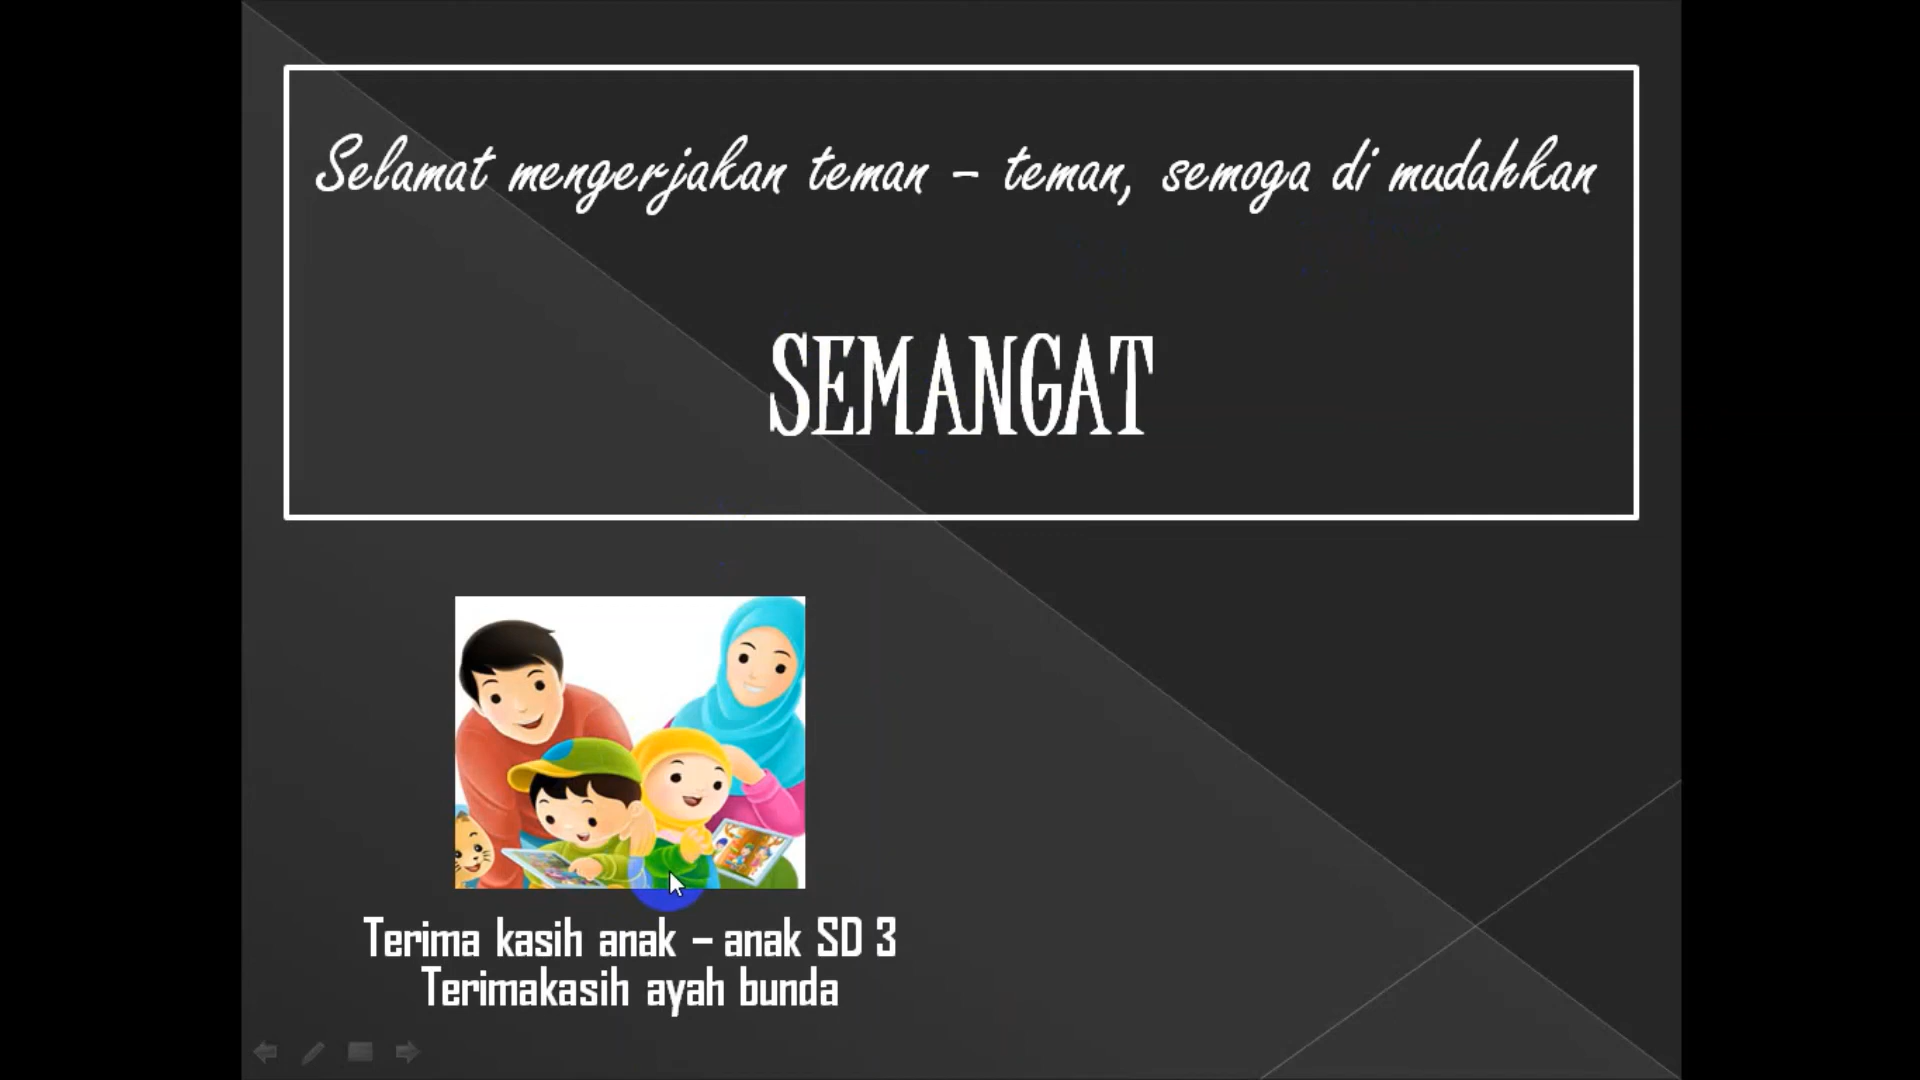 Selamat mengerjakan teman – teman, semoga di mudahkan
SEMANGAT
Terima kasih anak – anak SD 3
Terimakasih ayah bunda